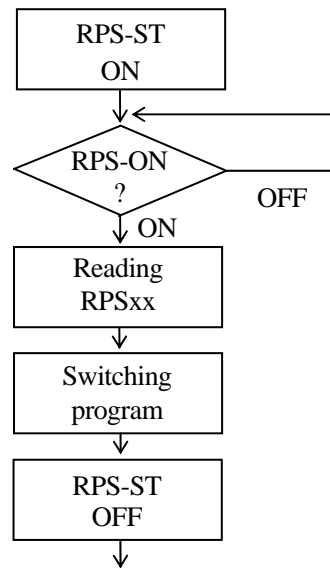 RPS-ST
ON
RPS-ON
?
OFF
ON
Reading
RPSxx
Switching
program
RPS-ST
OFF